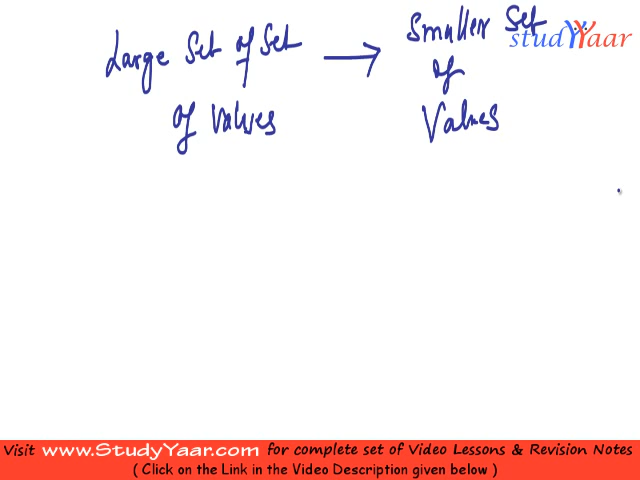 Large Set of Set
of Values
→
Smaller Set
of
Values
studYYaar
Visit www.StudyYaar.com for complete set of Video Lessons & Revision Notes
( Click on the Link in the Video Description given below )